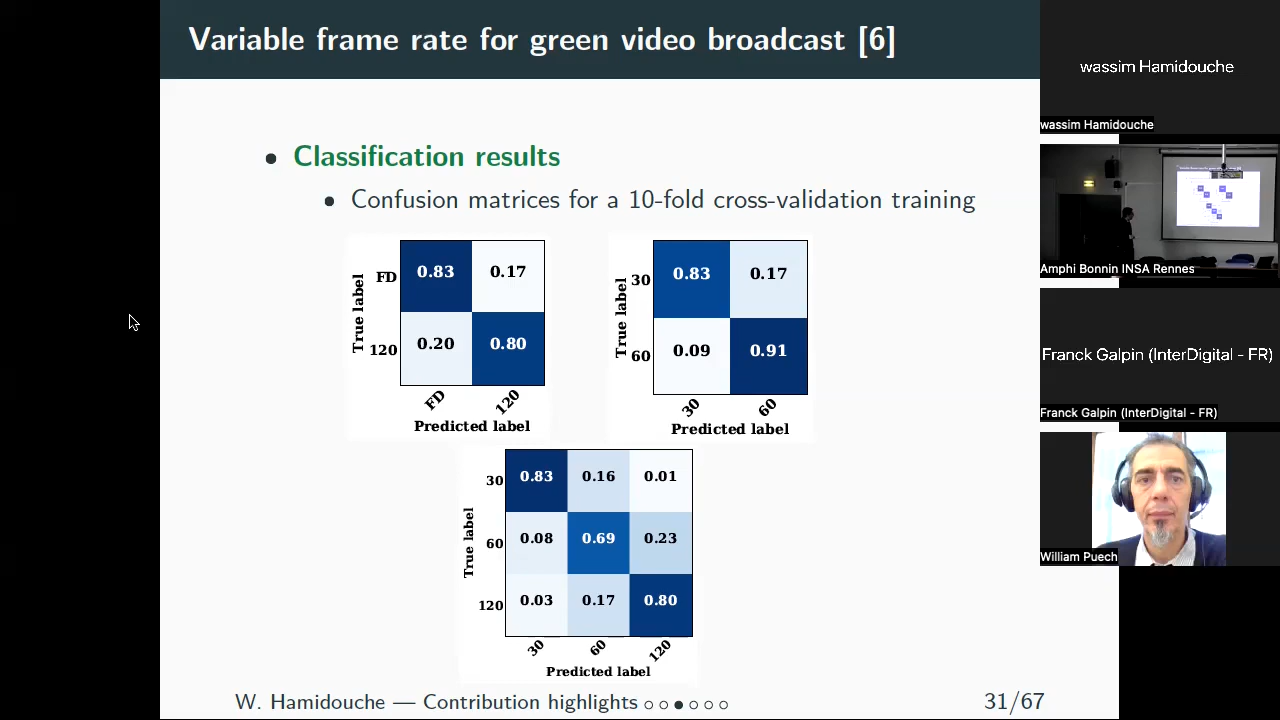 Variable frame rate for green video broadcast [6]
• Classification results
• Confusion matrices for a 10-fold cross-validation training
True label
FD 0.83 0.17
120 0.20 0.80
FD 120
Predicted label
True label
30 0.83 0.17
60 0.09 0.91
30 60
Predicted label
True label
30 0.83 0.16 0.01
60 0.08 0.69 0.23
120 0.03 0.17 0.80
30 60 120
Predicted label
W. Hamidouche — Contribution highlights
31/67
wassim Hamidouche
wassim Hamidouche
Amphi Bonnin INSA Rennes
Franck Galpin (InterDigital - FR)
Franck Galpin (InterDigital - FR)
William Puech